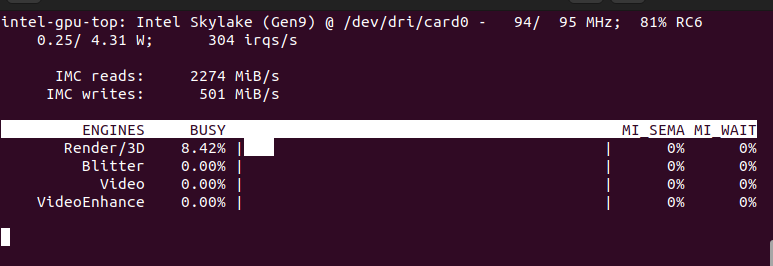 intel-gpu-top: Intel Skylake (Gen9) @ /dev/dri/card0 -   94/  95 MHz;  81% RC6
    0.25/ 4.31 W;      304 irqs/s
      IMC reads:     2274 MiB/s
     IMC writes:      501 MiB/s
         ENGINES     BUSY                                           MI_SEMA MI_WAIT
       Render/3D    8.42% |                                       |      0%      0%
         Blitter    0.00% |                                       |      0%      0%
           Video    0.00% |                                       |      0%      0%
    VideoEnhance    0.00% |                                       |      0%      0%